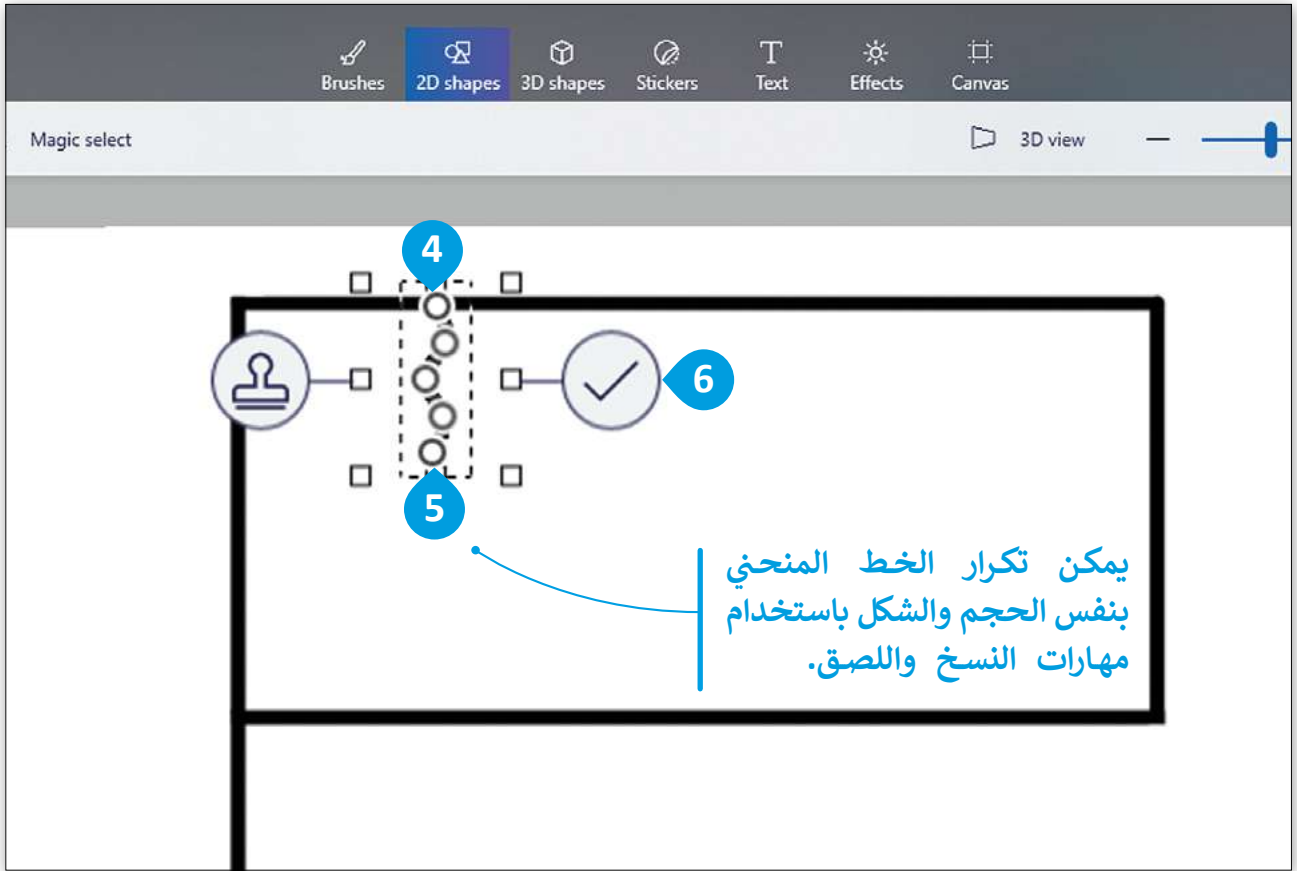 Brushes 2D shapes 3D shapes Stickers Text Effects Canvas
Magic select 3D view
4
6
5
يمكن تكرار الخط المنحني
بنفس الحجم والشكل باستخدام
مهارات النسخ واللصق.